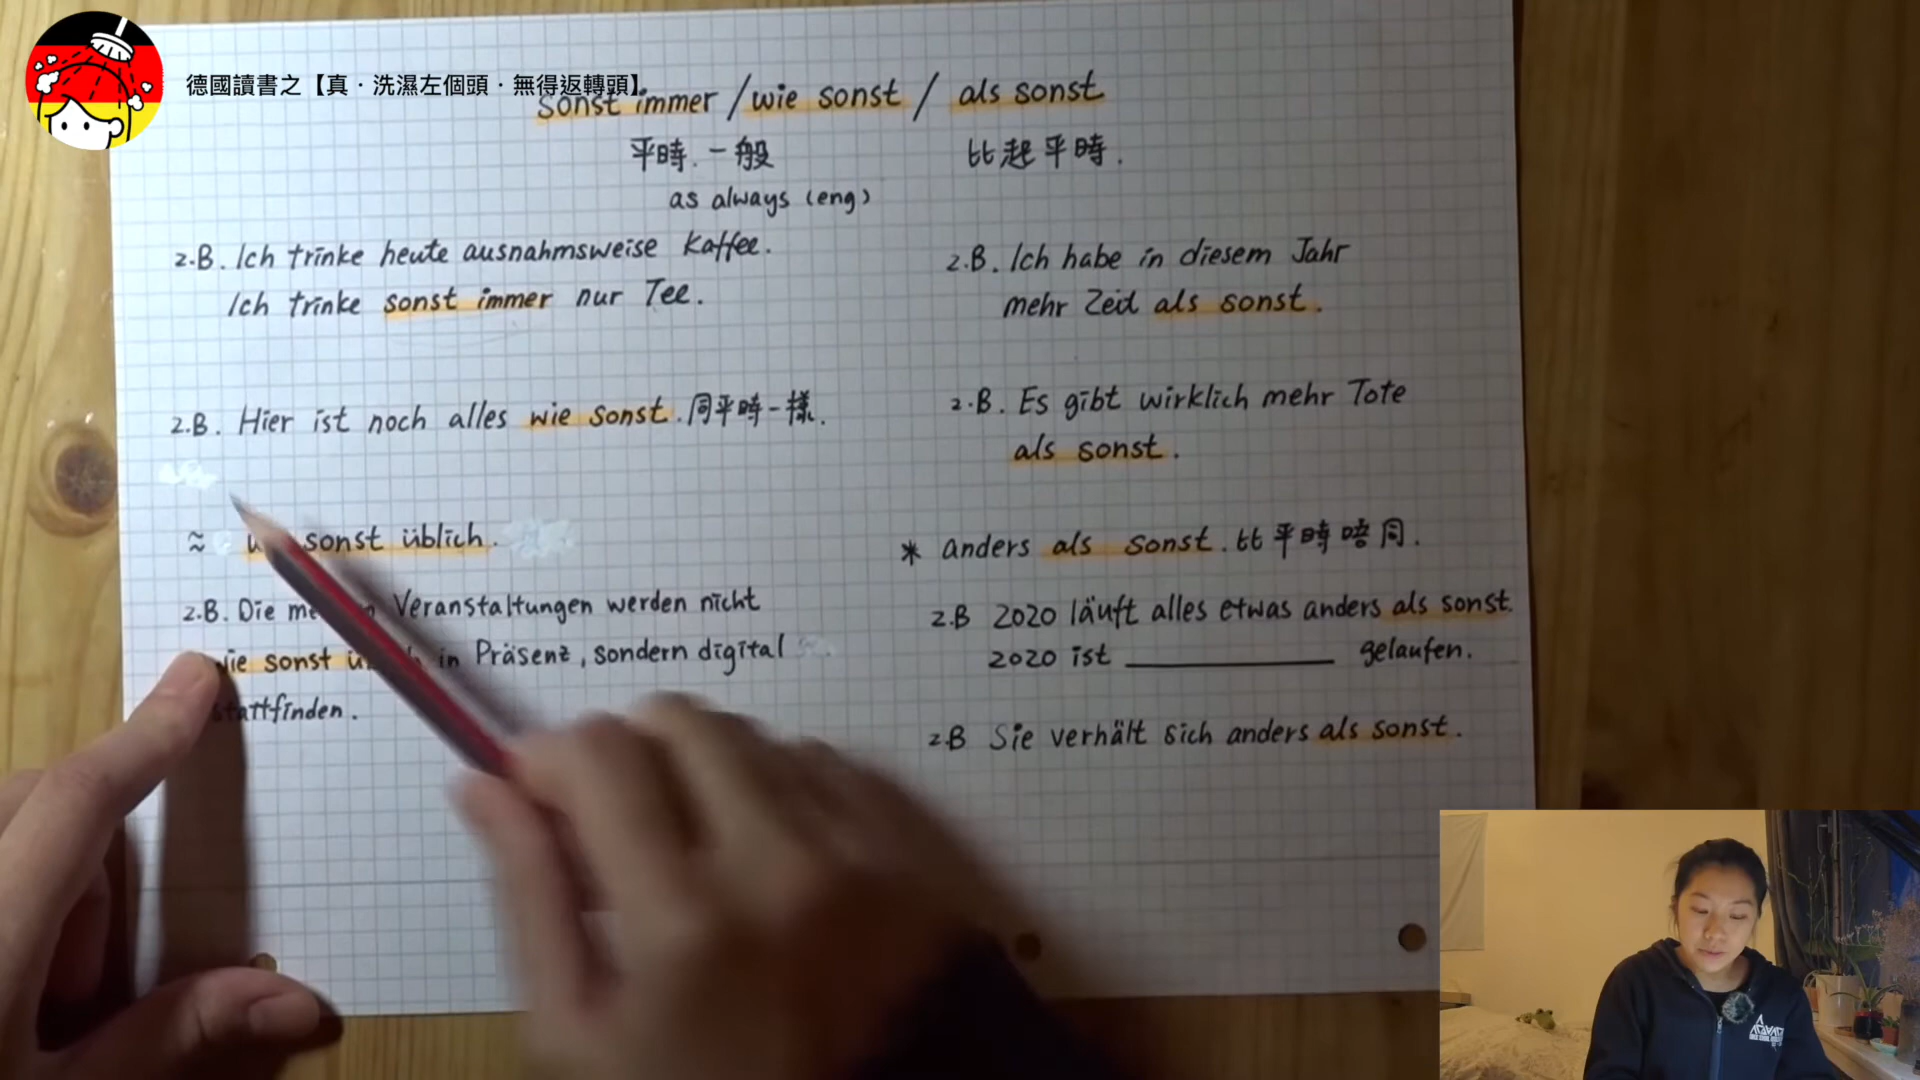 德國讀書之【真·洗濕左個頭·無得返轉頭】
Sonst immer / wie sonst / als sonst
平時.一般
比起平時.
as always (eng)
z.B. Ich trinke heute ausnahmsweise Kaffee.
Ich trinke sonst immer nur Tee.
z.B. Ich habe in diesem Jahr
mehr Zeit als sonst.
z.B. Hier ist noch alles wie sonst.同平時一樣.
z.B. Es gibt wirklich mehr Tote
als sonst.
≈ sonst üblich.
z.B. Die Veranstaltungen werden nicht
wie sonst in Präsenz, sondern digital
stattfinden.
* anders als sonst.比平時唔同.
z.B 2020 läuft alles etwas anders als sonst.
2020 ist ____________ gelaufen.
z.B Sie verhält sich anders als sonst.